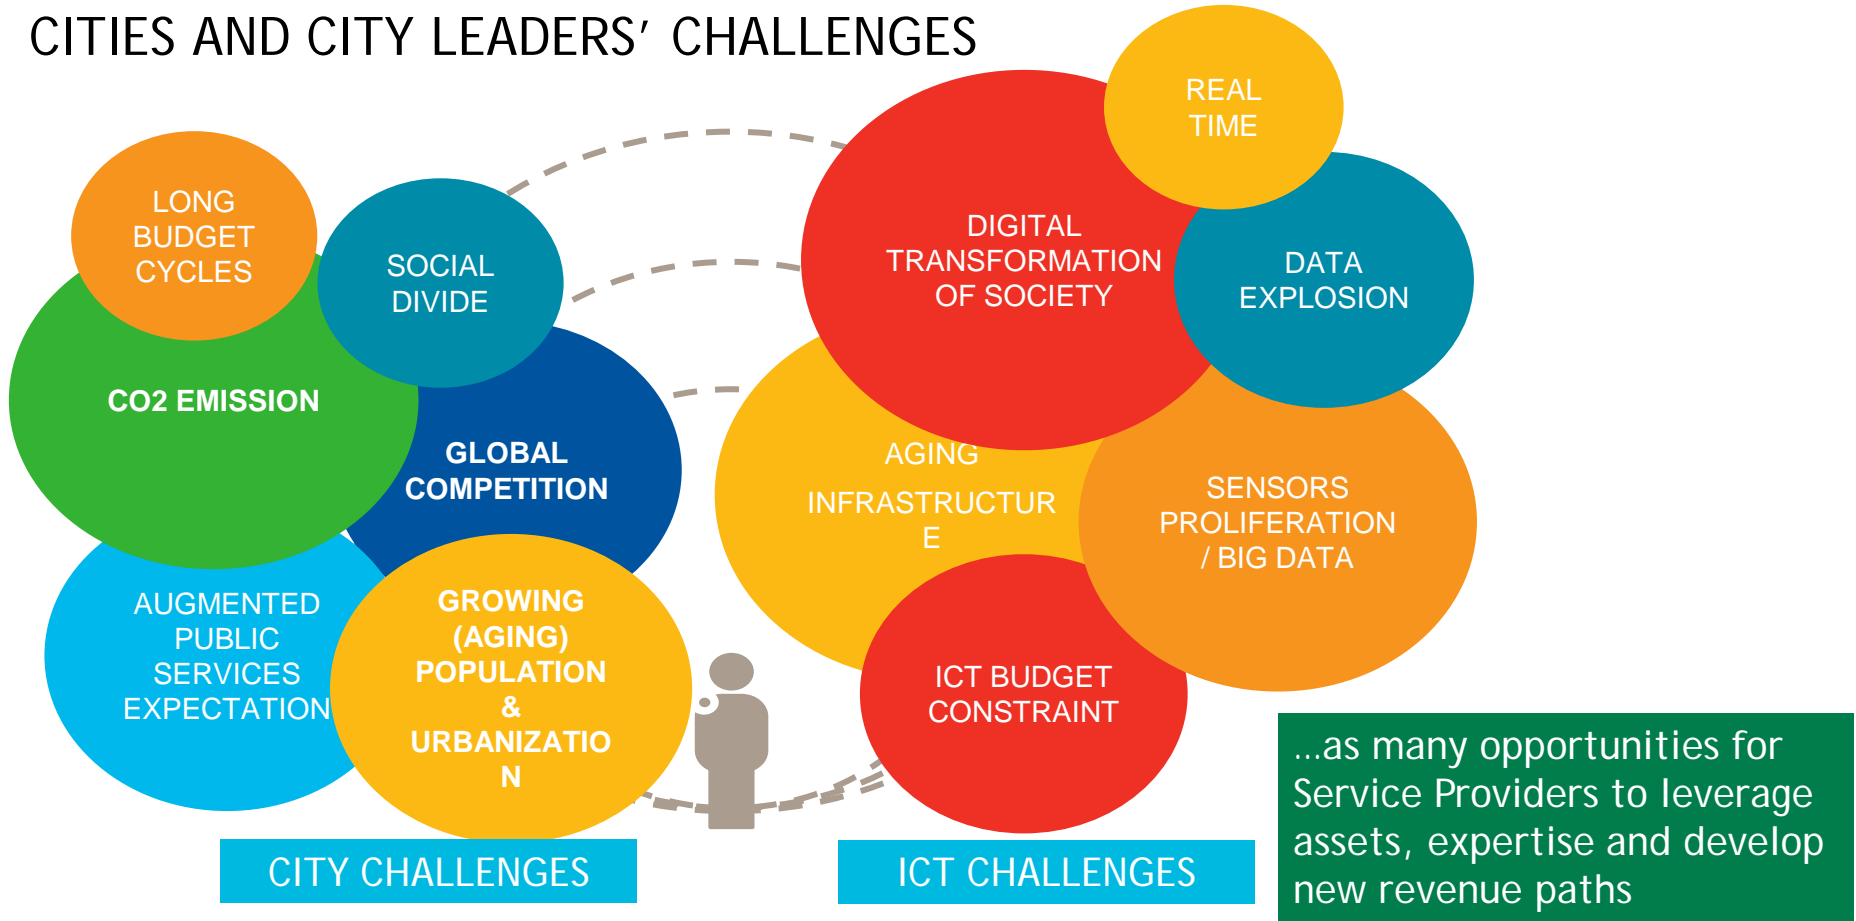 CITIES AND CITY LEADERS’ CHALLENGES
LONG
BUDGET
CYCLES
SOCIAL
DIVIDE
CO2 EMISSION
GLOBAL
COMPETITION
AUGMENTED
PUBLIC
SERVICES
EXPECTATION
GROWING
(AGING)
POPULATION
&
URBANIZATIO
N
CITY CHALLENGES
REAL
TIME
DIGITAL
TRANSFORMATION
OF SOCIETY
DATA
EXPLOSION
AGING
INFRASTRUCTUR
E
SENSORS
PROLIFERATION
/ BIG DATA
ICT BUDGET
CONSTRAINT
ICT CHALLENGES
...as many opportunities for
Service Providers to leverage
assets, expertise and develop
new revenue paths